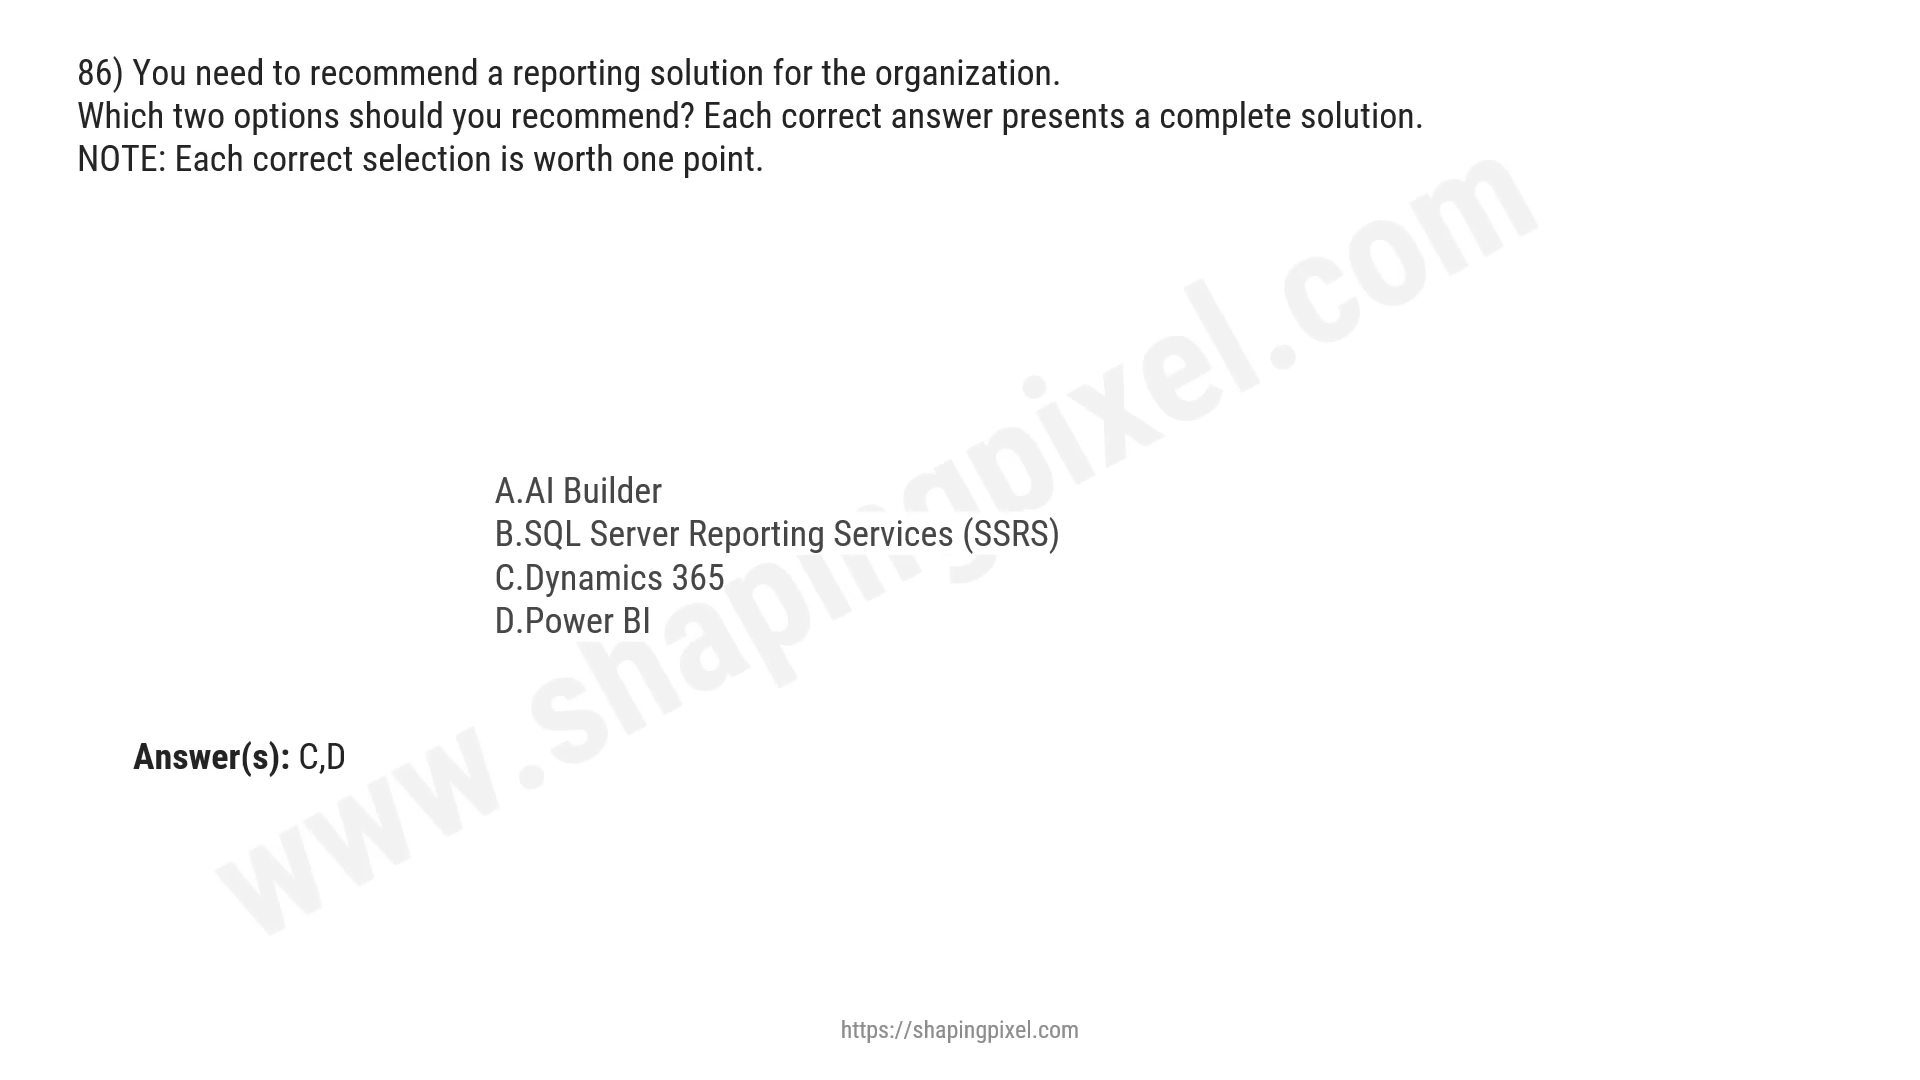 86) You need to recommend a reporting solution for the organization.
Which two options should you recommend? Each correct answer presents a complete solution.
NOTE: Each correct selection is worth one point.
A.AI Builder
B.SQL Server Reporting Services (SSRS)
C.Dynamics 365
D.Power BI
Answer(s): C,D
www.shapingpixel.com
https://shapingpixel.com